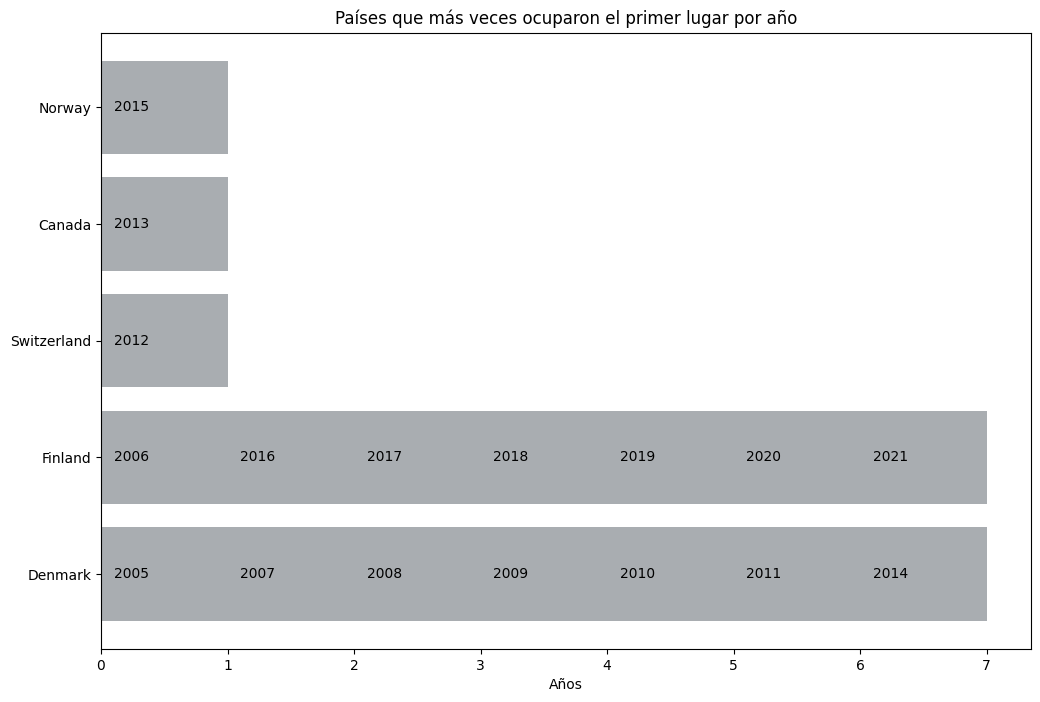 Países que más veces ocuparon el primer lugar por año
Norway 2015
Canada 2013
Switzerland 2012
Finland 2006 2016 2017 2018 2019 2020 2021
Denmark 2005 2007 2008 2009 2010 2011 2014
0 1 2 3 4 5 6 7
Años